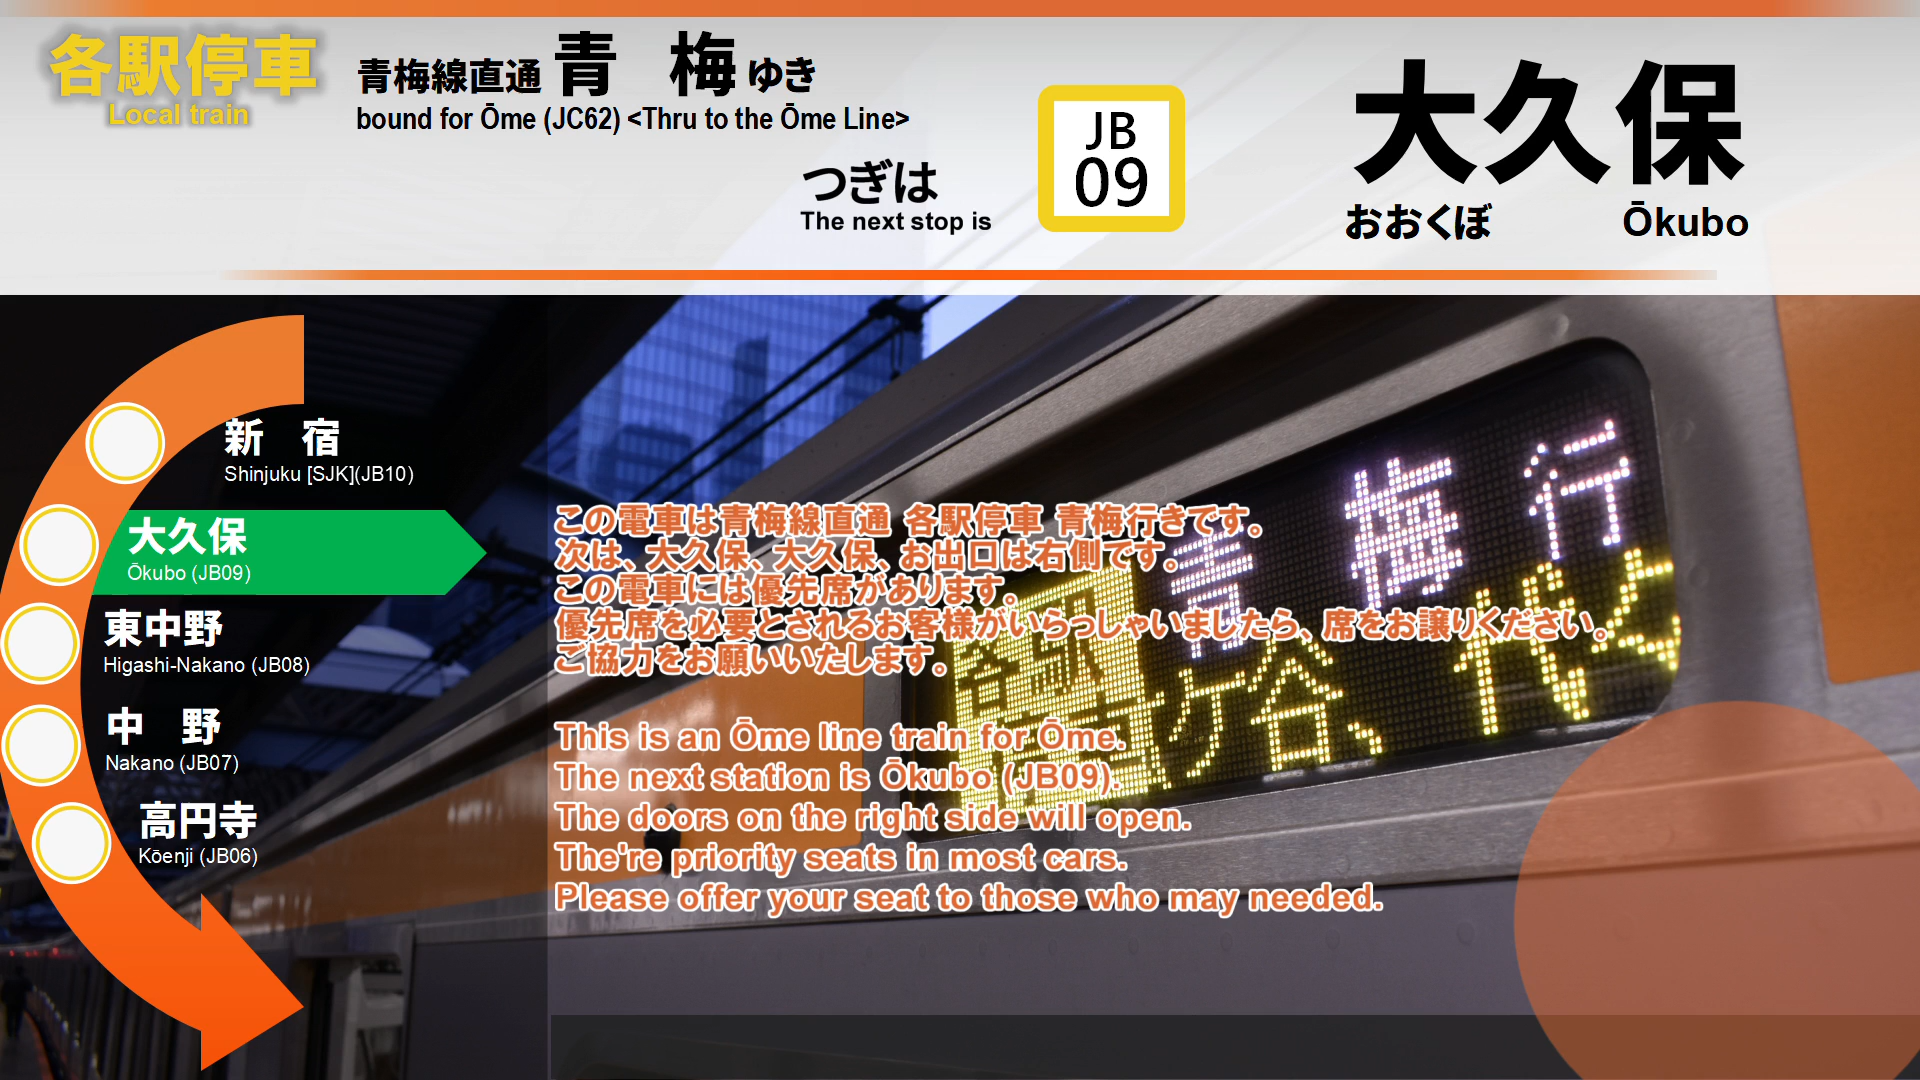 各駅停車
Local train
青梅線直通 青 梅 ゆき
bound for Ōme (JC62) <Thru to the Ōme Line>
つぎは
The next stop is
JB
09
大久保
おおくぼ Ōkubo
新 宿
Shinjuku [SJK](JB10)
大久保
Ōkubo (JB09)
東中野
Higashi-Nakano (JB08)
中 野
Nakano (JB07)
高円寺
Kōenji (JB06)
この電車は青梅線直通 各駅停車 青梅行きです。
次は、大久保、大久保、お出口は右側です。
この電車には優先席があります。
優先席を必要とされるお客様がいらっしゃいましたら、席をお譲りください。
ご協力をお願いいたします。
This is an Ōme line train for Ōme.
The next station is Ōkubo (JB09).
The doors on the right side will open.
The're priority seats in most cars.
Please offer your seat to those who may needed.
各駅 青 梅 行
ケ谷、代々